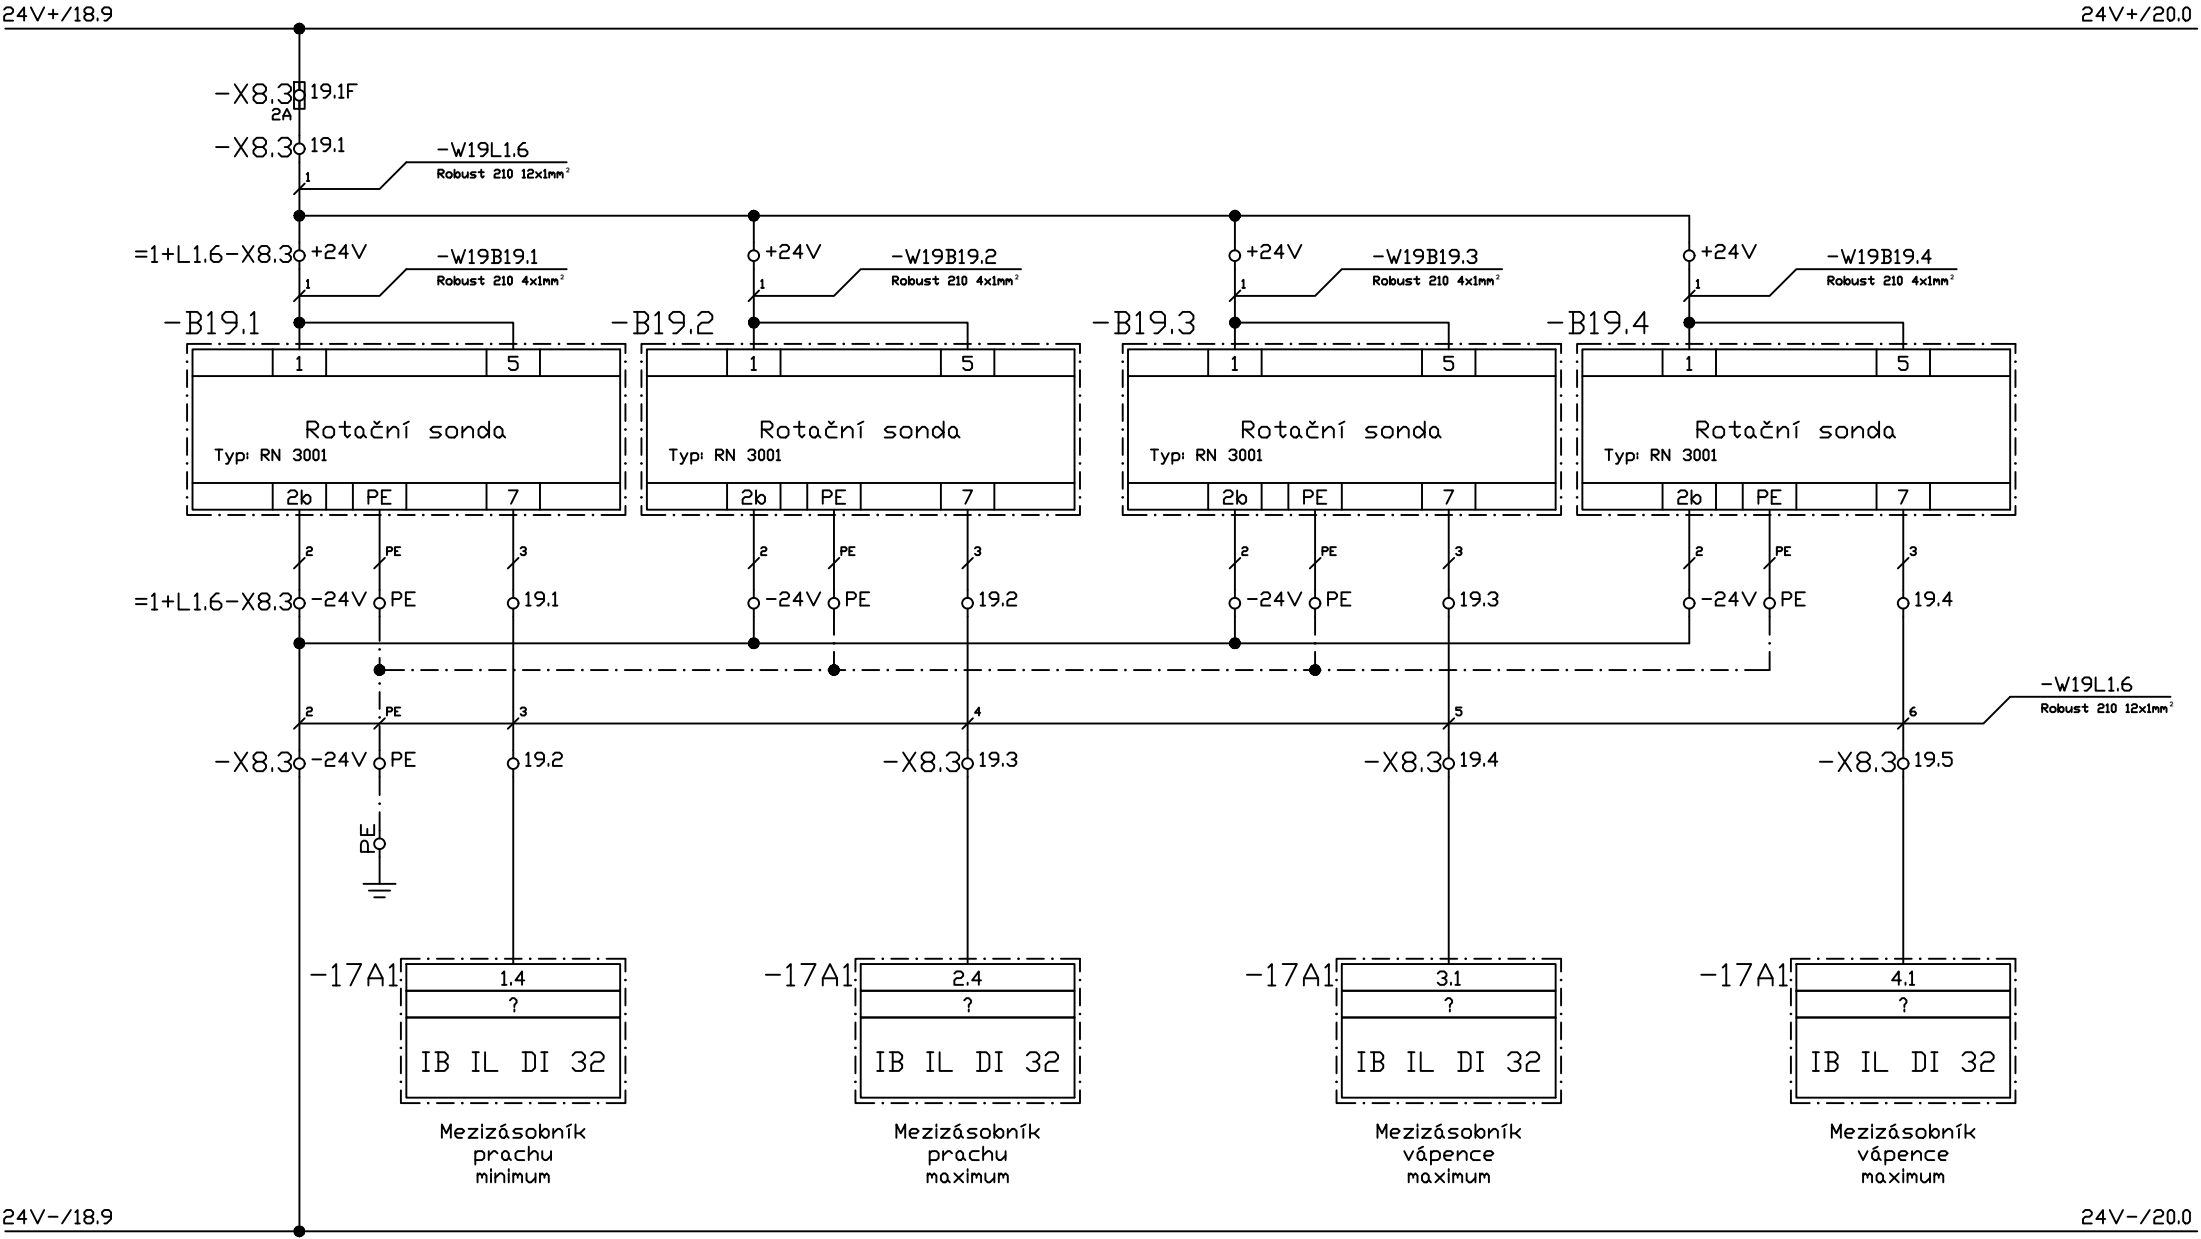 24V+/18.9 24V+/20.0
-X8.3 19.1F
2A
-X8.3 19.1
-W19L1.6
Robust 210 12x1mm²
1
=1+L1.6-X8.3 +24V +24V +24V +24V
-W19B19.1 -W19B19.2 -W19B19.3 -W19B19.4
Robust 210 4x1mm² Robust 210 4x1mm² Robust 210 4x1mm² Robust 210 4x1mm²
1 1 1 1
-B19.1 -B19.2 -B19.3 -B19.4
1 5 1 5 1 5 1 5
Rotační sonda Rotační sonda Rotační sonda Rotační sonda
Typ: RN 3001 Typ: RN 3001 Typ: RN 3001 Typ: RN 3001
2b PE 7 2b PE 7 2b PE 7 2b PE 7
2 PE 3 2 PE 3 2 PE 3 2 PE 3
=1+L1.6-X8.3 -24V PE 19.1 -24V PE 19.2 -24V PE 19.3 -24V PE 19.4
-W19L1.6
Robust 210 12x1mm²
2 PE 3 4 5 6
-X8.3 -24V PE 19.2 -X8.3 19.3 -X8.3 19.4 -X8.3 19.5
PE
-17A1 1.4 -17A1 2.4 -17A1 3.1 -17A1 4.1
? ? ? ?
IB IL DI 32 IB IL DI 32 IB IL DI 32 IB IL DI 32
Mezizásobník Mezizásobník Mezizásobník Mezizásobník
prachu prachu vápence vápence
minimum maximum maximum maximum
24V-/18.9 24V-/20.0